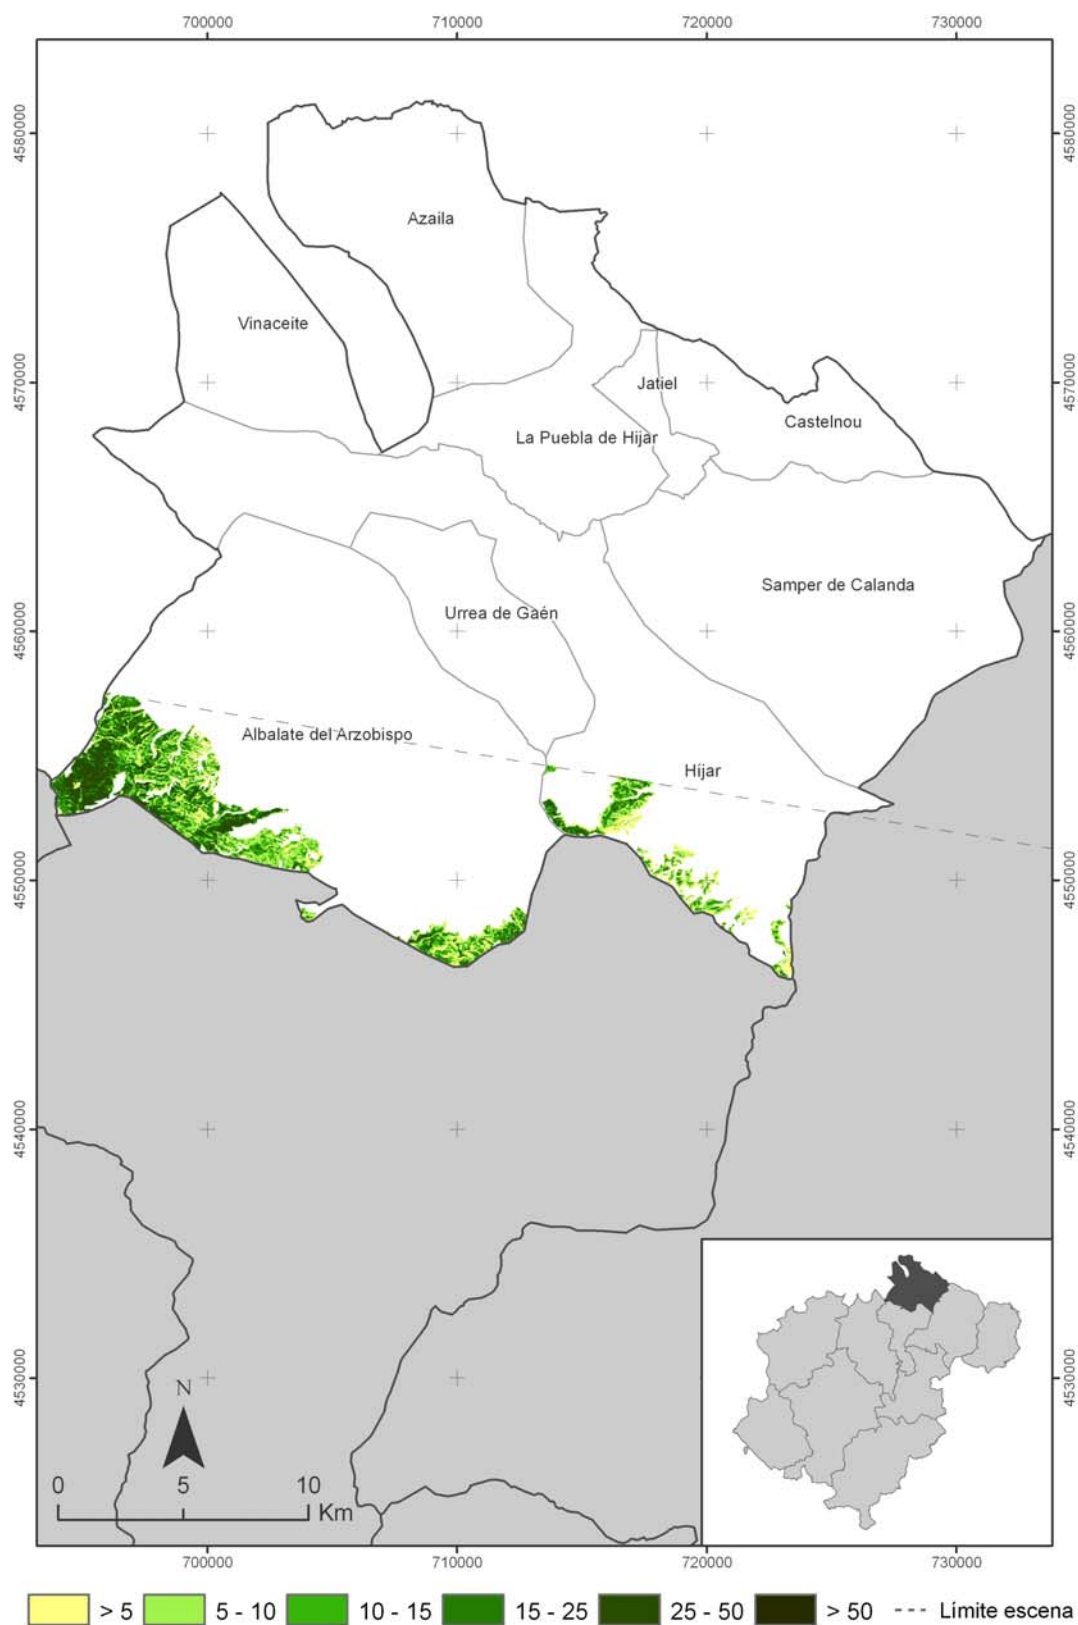 700000 710000 720000 730000
4580000 4580000
Azaila
Vinaceite
4570000 4570000
Jatiel
Castelnou
La Puebla de Hijar
Samper de Calanda
Urrea de Gaén
4560000 4560000
Albalate del Arzobispo
Híjar
4550000 4550000
4540000 4540000
4530000 4530000
N
0 5 10
Km
700000 710000 720000 730000
> 5 5 - 10 10 - 15 15 - 25 25 - 50 > 50 Límite escena